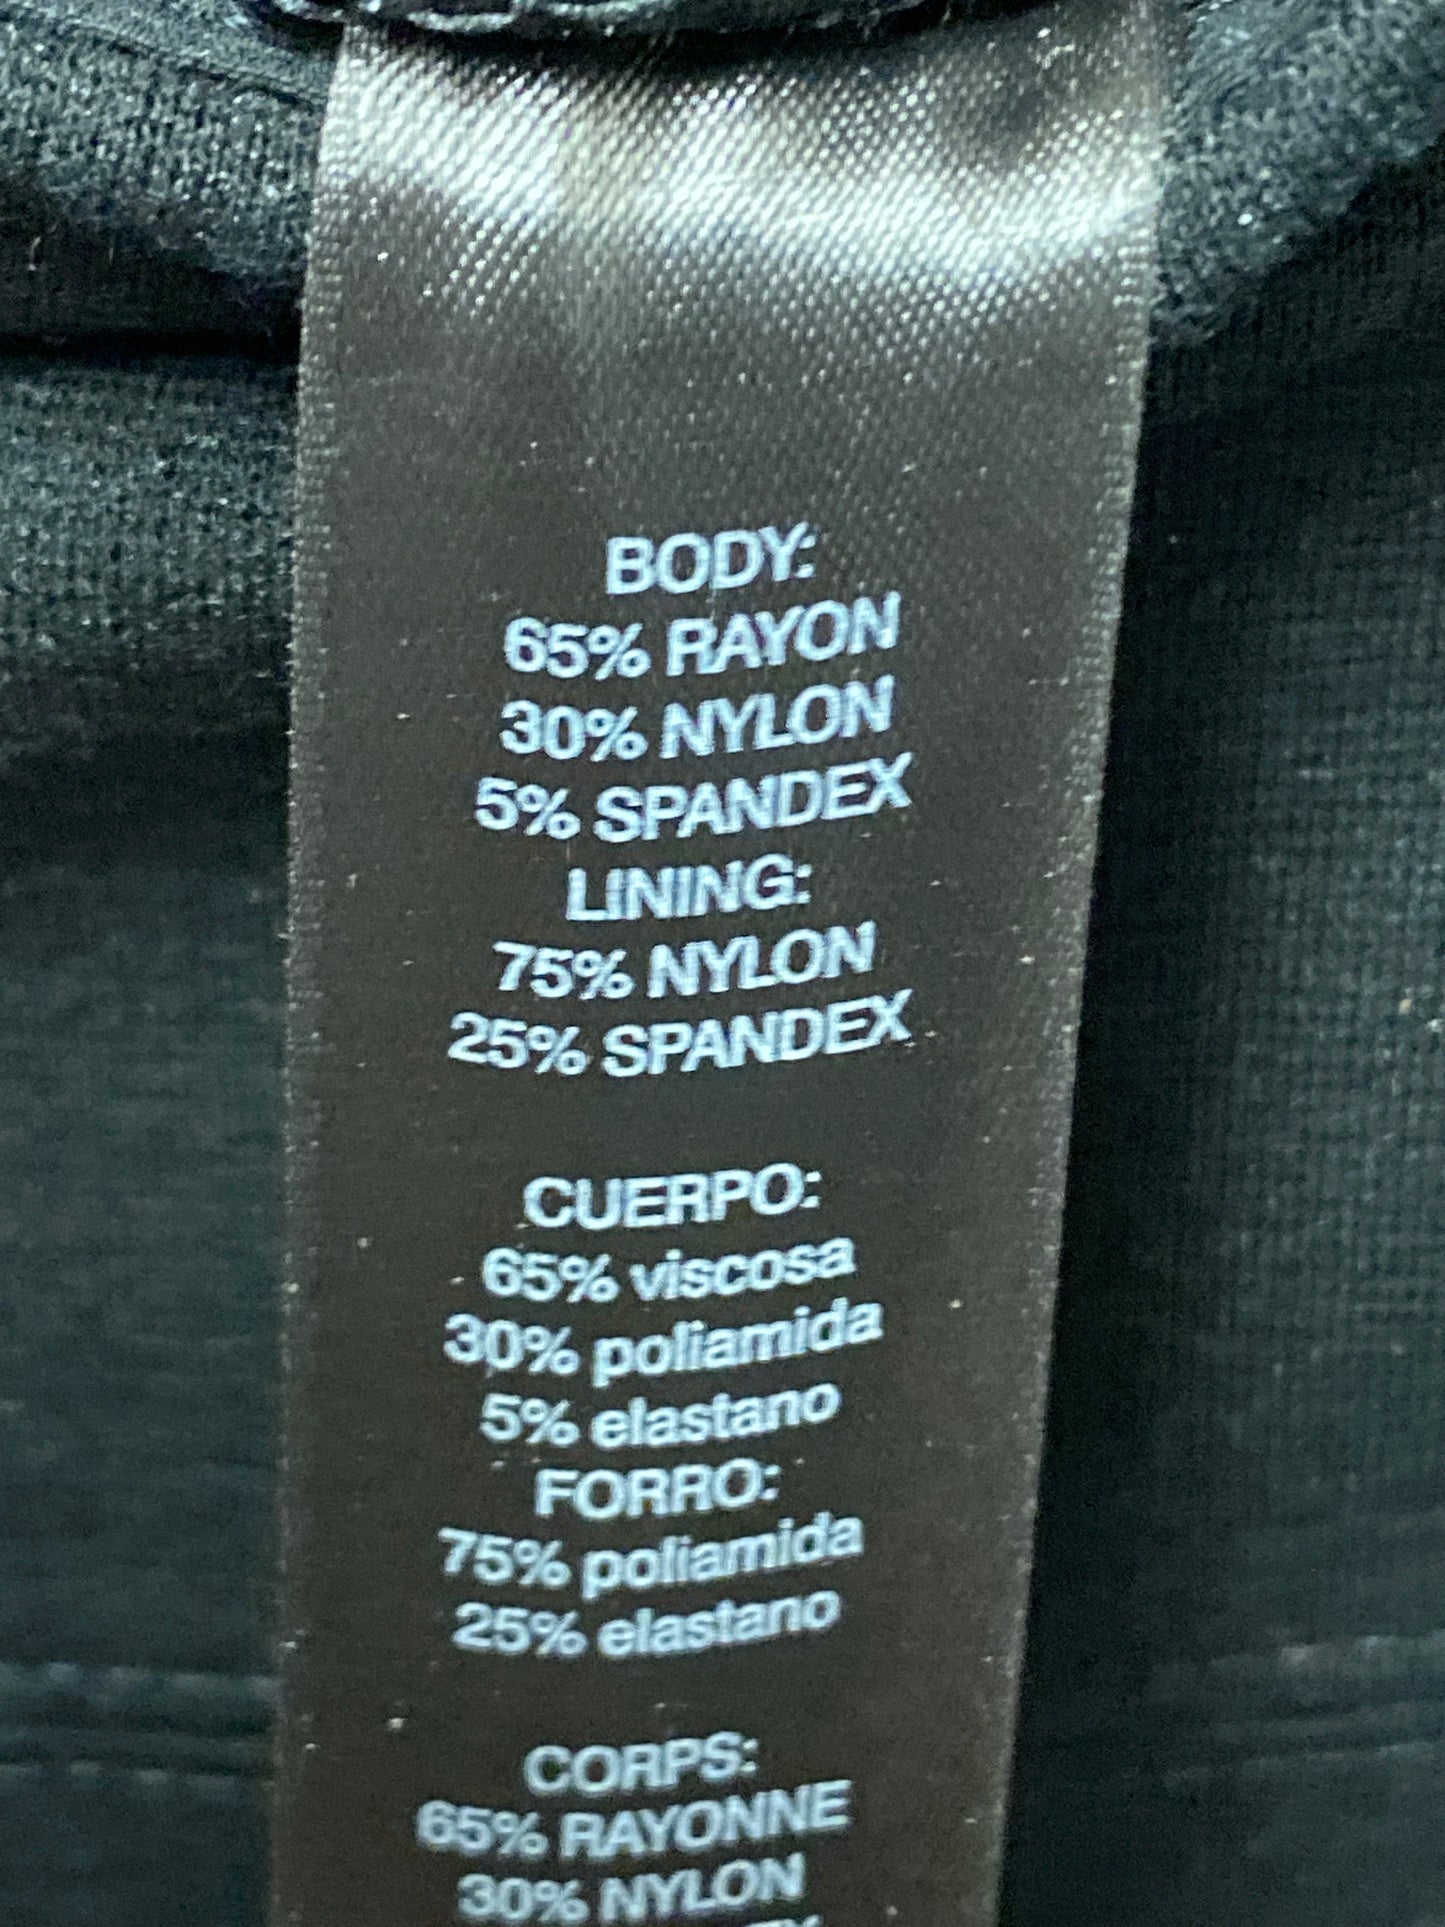 BODY:
65% RAYON
30% NYLON
5% SPANDEX
LINING:
75% NYLON
25% SPANDEX
CUERPO:
65% viscosa
30% poliamida
5% elastano
FORRO:
75% poliamida
25% elastano
CORPS:
65% RAYONNE
30% NYLON